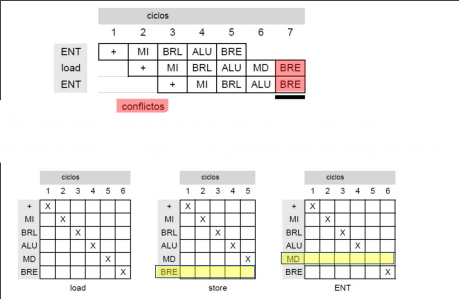 ciclos
1 2 3 4 5 6 7
ENT + MI BRL ALU BRE
load + MI BRL ALU MD BRE
ENT + MI BRL ALU BRE
conflictos
ciclos ciclos ciclos
1 2 3 4 5 6 1 2 3 4 5 1 2 3 4 5 6
+ X + X + X
MI X MI X MI X
BRL X BRL X BRL X
ALU X ALU X ALU X
MD X MD X MD
BRE X BRE BRE X
load store ENT